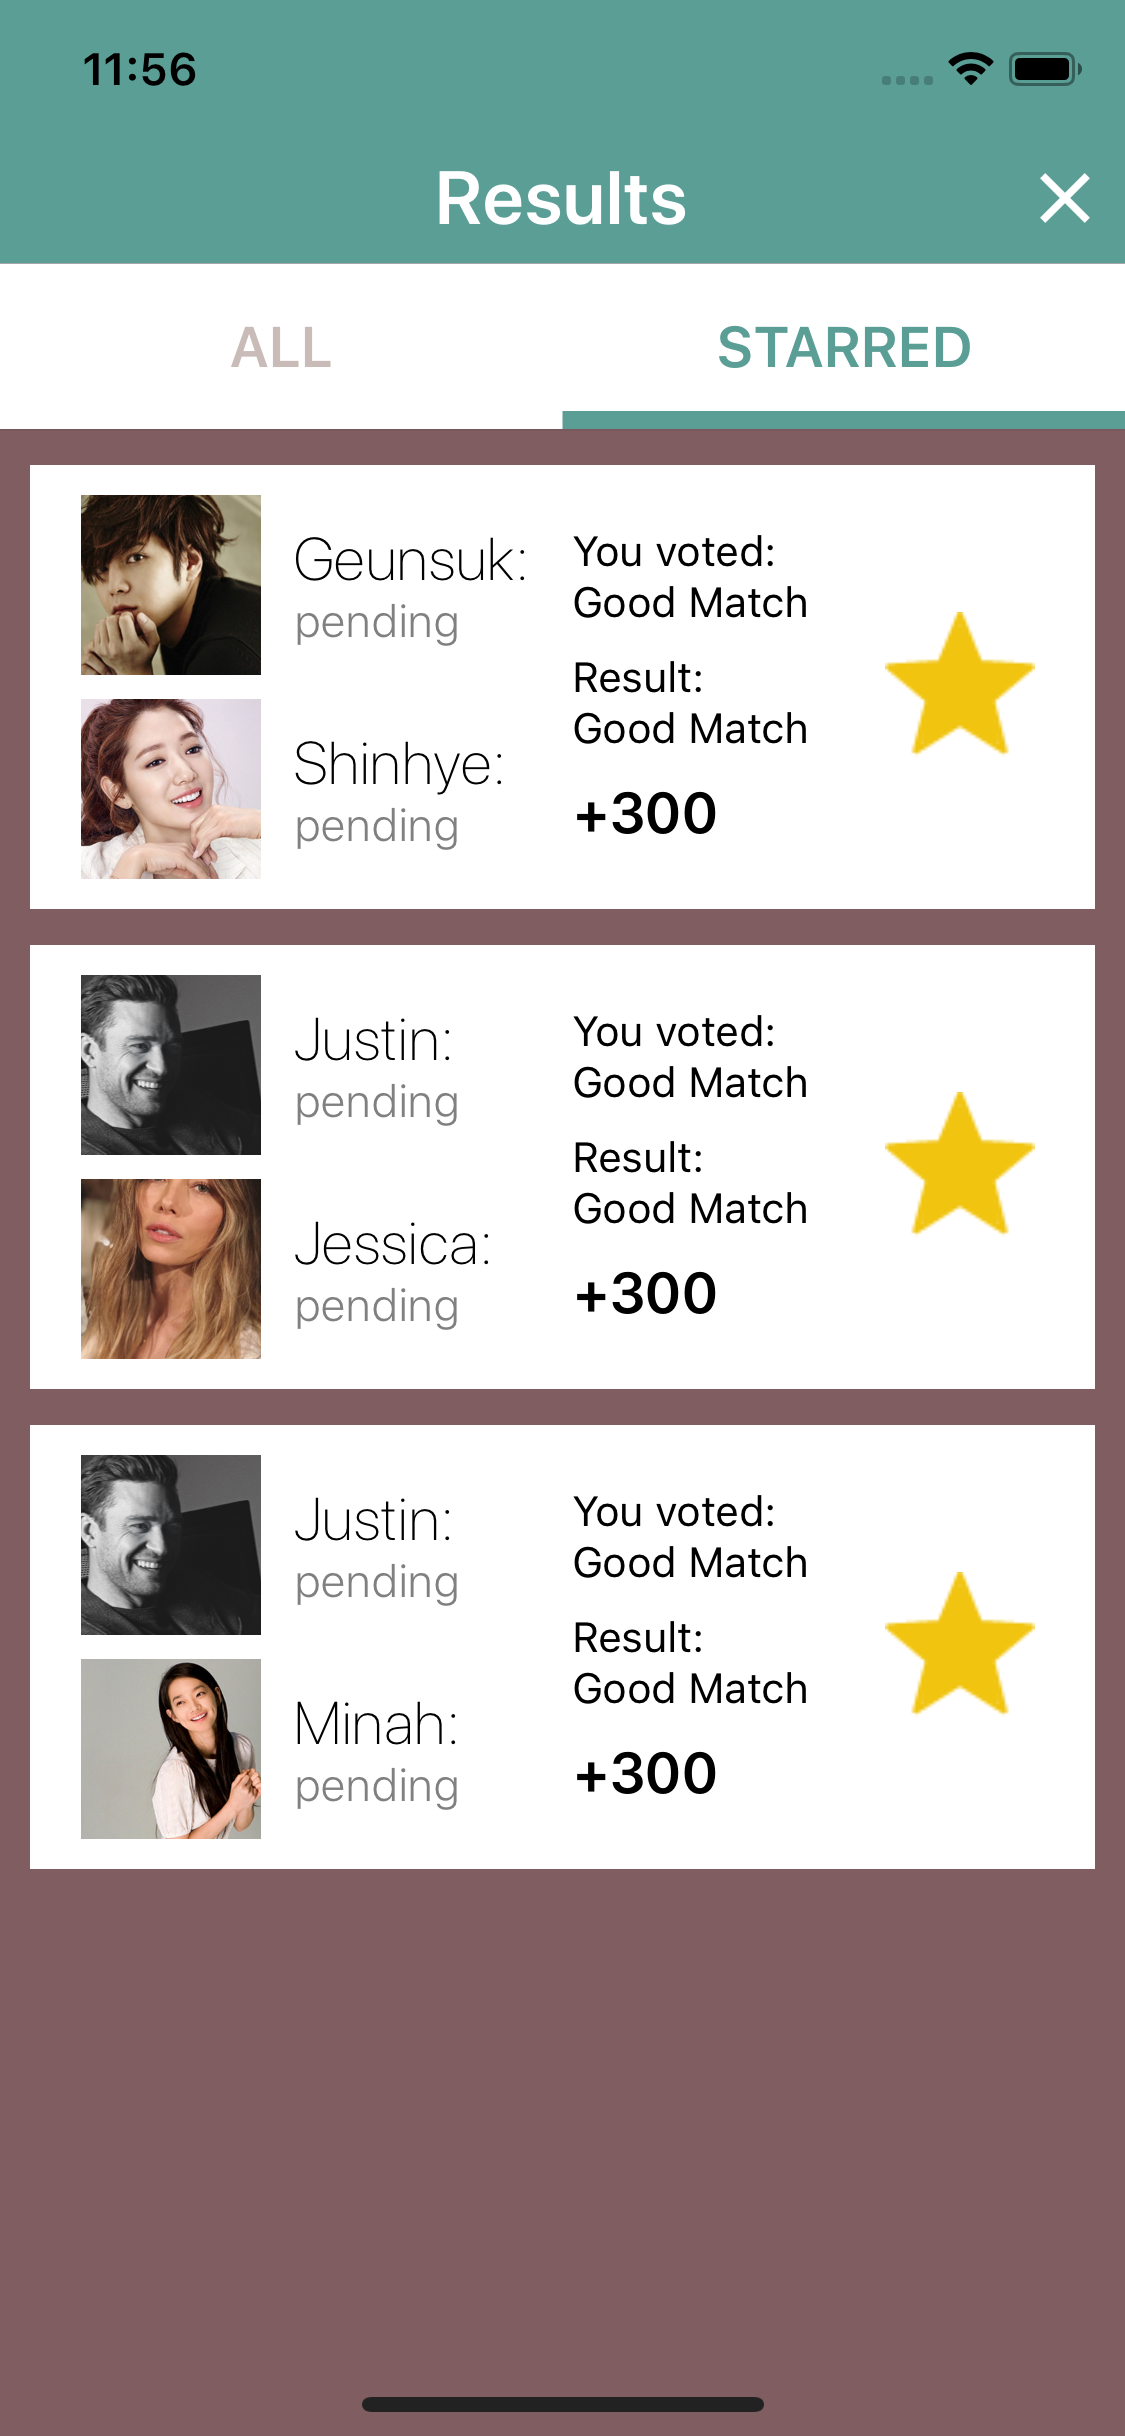 11:56
Results
ALL
STARRED
Geunsuk:
pending
Shinhye:
pending
You voted:
Good Match
Result:
Good Match
+300
Justin:
pending
Jessica:
pending
You voted:
Good Match
Result:
Good Match
+300
Justin:
pending
Minah:
pending
You voted:
Good Match
Result:
Good Match
+300